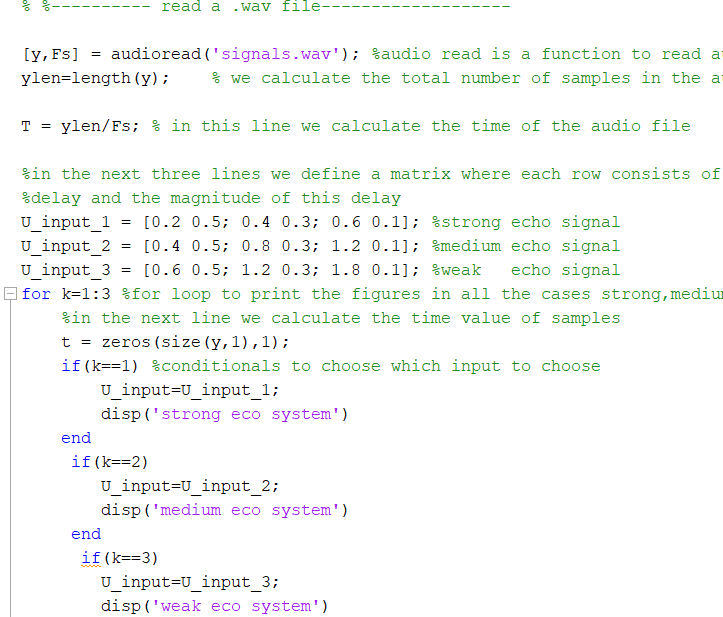 % %---------- read a .wav file-------------------
[y,Fs] = audioread('signals.wav'); %audio read is a function to read
ylen=length(y); % we calculate the total number of samples in the
T = ylen/Fs; % in this line we calculate the time of the audio file
%in the next three lines we define a matrix where each row consists of
%delay and the magnitude of this delay
U_input_1 = [0.2 0.5; 0.4 0.3; 0.6 0.1]; %strong echo signal
U_input_2 = [0.4 0.5; 0.8 0.3; 1.2 0.1]; %medium echo signal
U_input_3 = [0.6 0.5; 1.2 0.3; 1.8 0.1]; %weak   echo signal
for k=1:3 %for loop to print the figures in all the cases strong,mediu
%in the next line we calculate the time value of samples
t = zeros(size(y,1),1);
if(k==1) %conditionals to choose which input to choose
U_input=U_input_1;
disp('strong eco system')
end
if(k==2)
U_input=U_input_2;
disp('medium eco system')
end
if(k==3)
U_input=U_input_3;
disp('weak eco system')